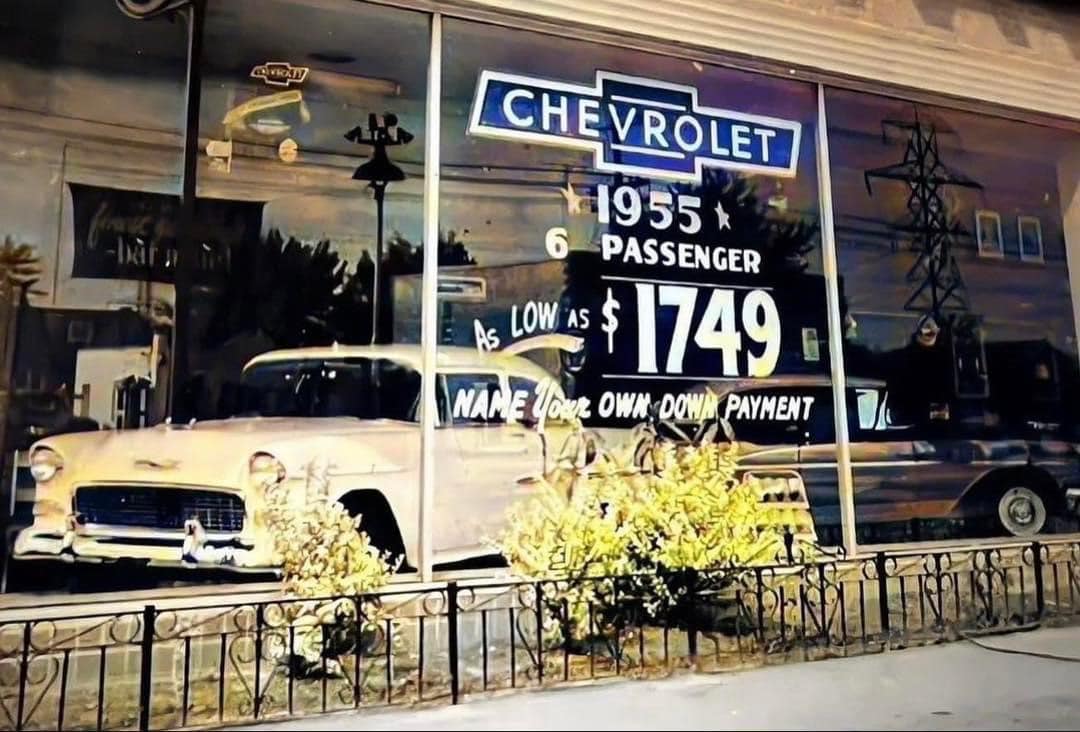 CHEVROLET
1955
6 PASSENGER
As LOW AS $1749
NAME Your OWN DOWN PAYMENT